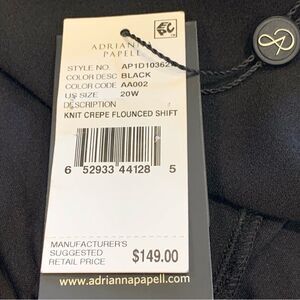 ADRIANNA
PAPELL
STYLE NO. AP1D10362
COLOR DESC BLACK
COLOR CODE AA002
US SIZE 20W
DESCRIPTION
KNIT CREPE FLOUNCED SHIFT
6 52933 44128 5
MANUFACTURER'S
SUGGESTED
RETAIL PRICE $149.00
www.adriannapapell.com